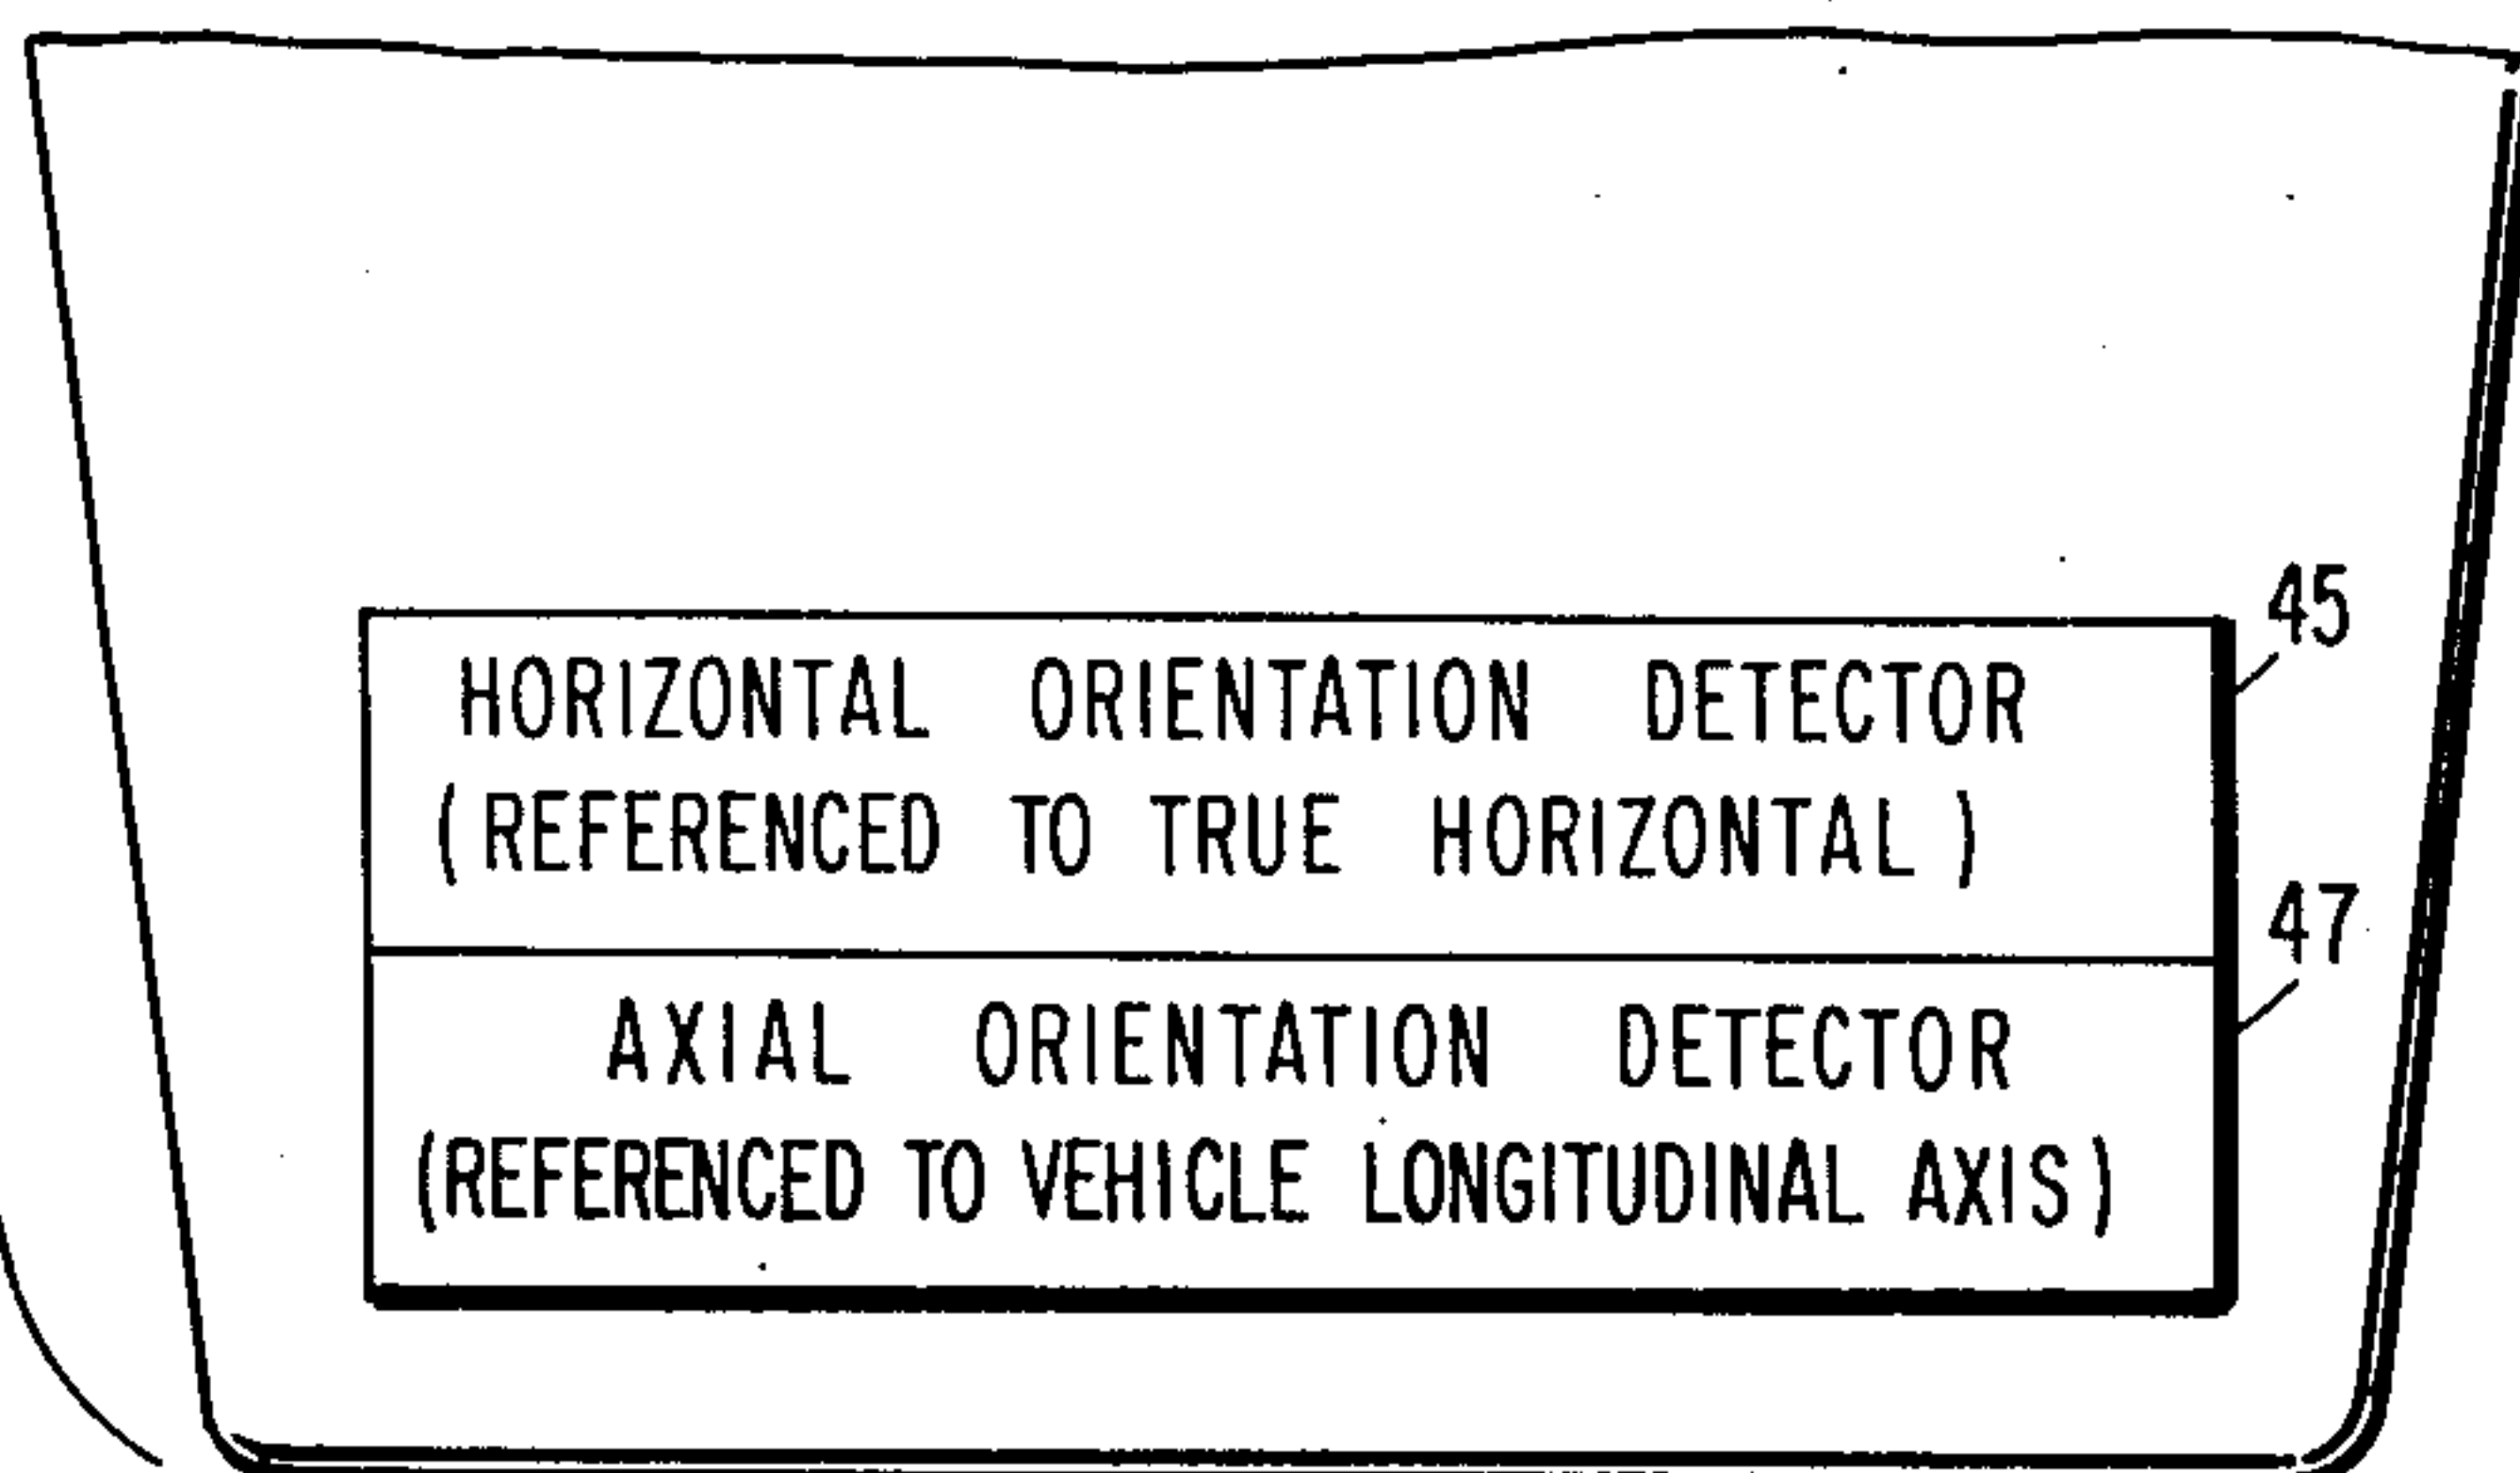 45
HORIZONTAL ORIENTATION DETECTOR
(REFERENCED TO TRUE HORIZONTAL)
47
AXIAL ORIENTATION DETECTOR
(REFERENCED TO VEHICLE LONGITUDINAL AXIS)